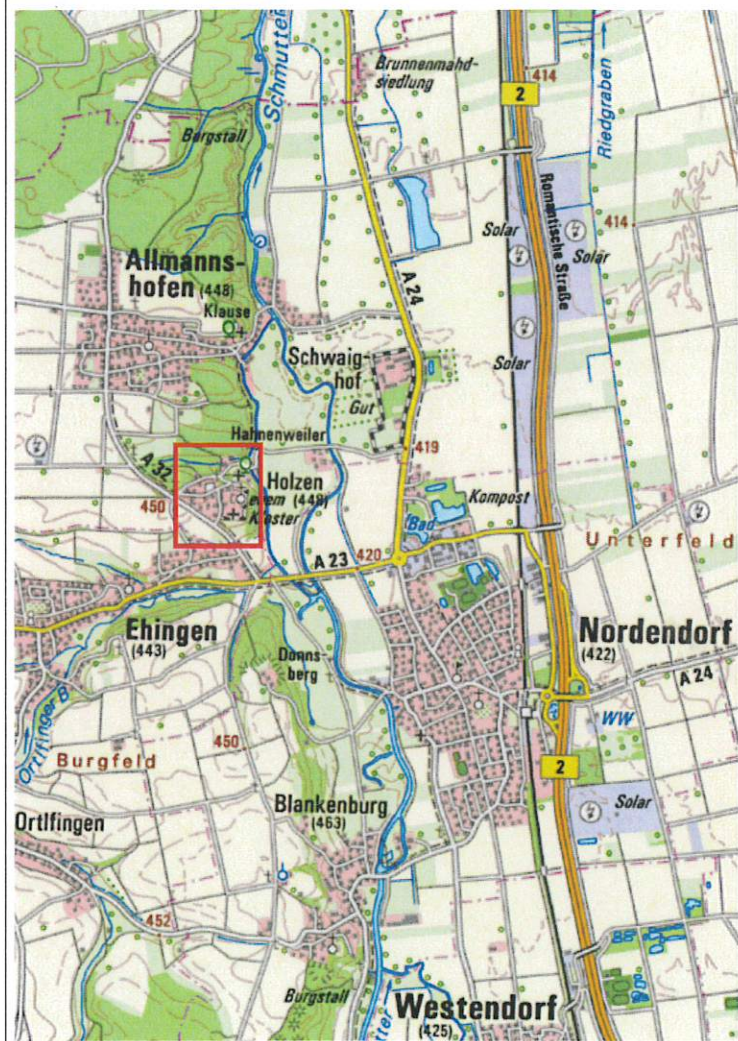 Schmutter
Brunnenmahd-
siedlung
414
2
Riedgraben
Burgstall
Romantische Straße
Solar
Solar
414
Allmanns-
hofen (448)
Klause
A 24
Schwaig-
hof
Solar
Gut
Hahnenweiler
419
A 32
Holzen
(448)
ehem
Kloster
450
Kompost
Bad
Unterfeld
A 23
420
Ehingen
(443)
Nordendorf
(422)
Donns-
berg
A 24
Ortlfinger B
450
WW
Burgfeld
2
Blankenburg
(463)
Solar
Ortlfingen
452
Burgstall
Westendorf
(425)